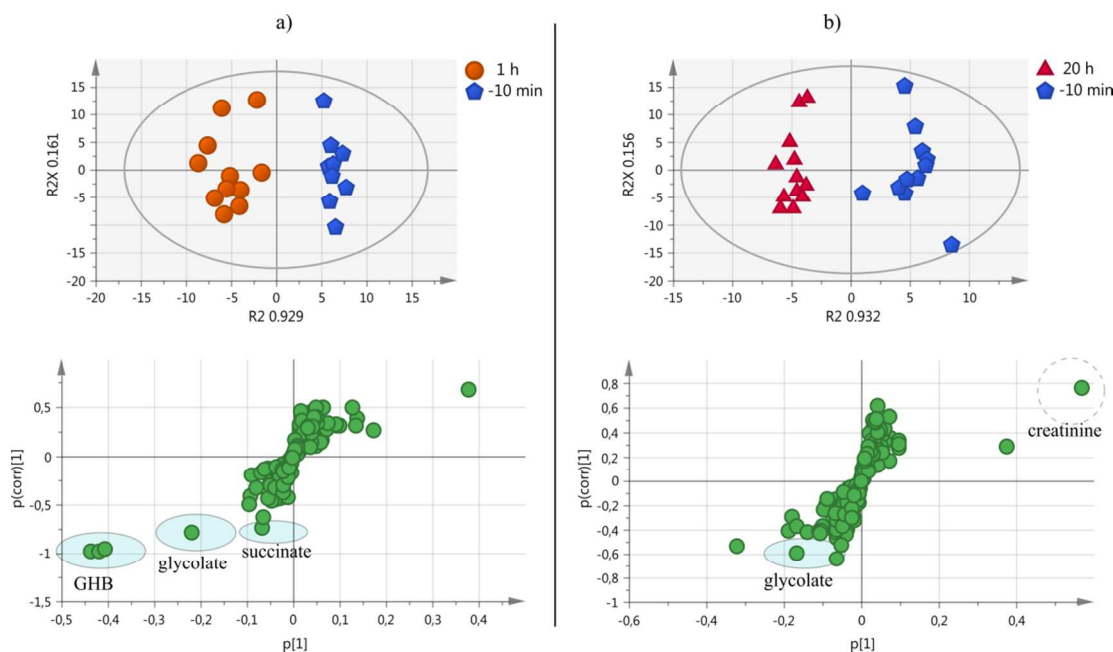 a)
1 h
-10 min
R2X 0.161
15
10
5
0
-5
-10
-15
-20
-20 -15 -10 -5 0 5 10 15
R2 0.929
b)
20 h
-10 min
R2X 0.156
15
10
5
0
-5
-10
-15
-20
-15 -10 -5 0 5 10
R2 0.932
p(corr)[1]
0,5
0
-0,5
-1
-1,5
GHB
glycolate
succinate
-0,5 -0,4 -0,3 -0,2 -0,1 0 0,1 0,2 0,3 0,4
p[1]
p(corr)[1]
0,8
0,6
0,4
0,2
0
-0,2
-0,4
-0,6
-0,8
-1
creatinine
glycolate
-0,6 -0,4 -0,2 0 0,2 0,4
p[1]